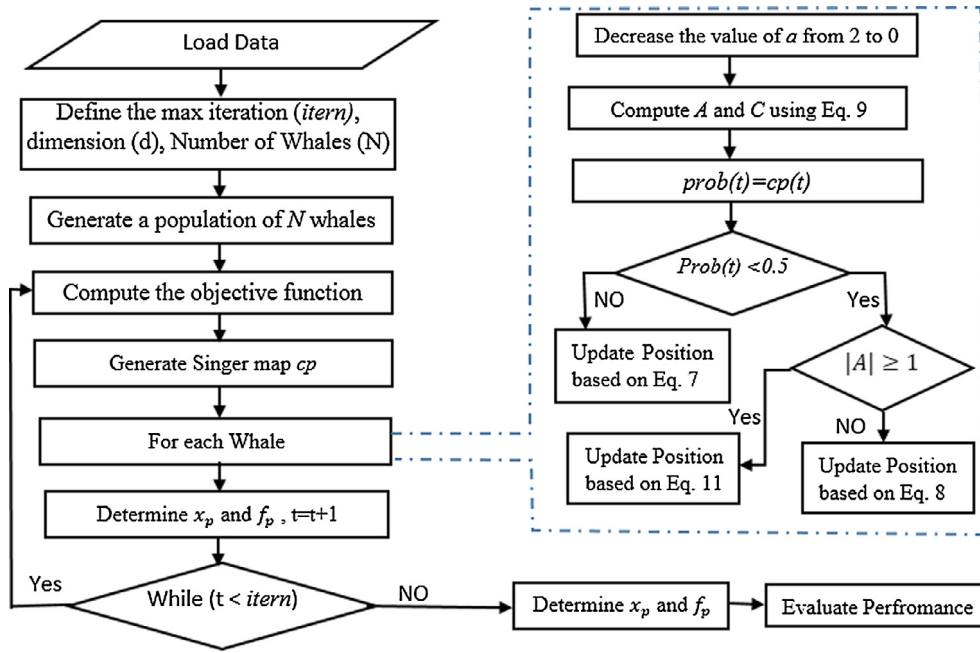 Load Data
Define the max iteration (itern),
dimension (d), Number of Whales (N)
Generate a population of N whales
Compute the objective function
Generate Singer map cp
For each Whale
Determine xp and fp , t=t+1
Yes
While (t < itern)
NO
Determine xp and fp
Evaluate Perfromance
Decrease the value of a from 2 to 0
Compute A and C using Eq. 9
prob(t)=cp(t)
Prob(t) <0.5
NO
Yes
Update Position
based on Eq. 7
|A| ≥ 1
Yes
NO
Update Position
based on Eq. 11
Update Position
based on Eq. 8